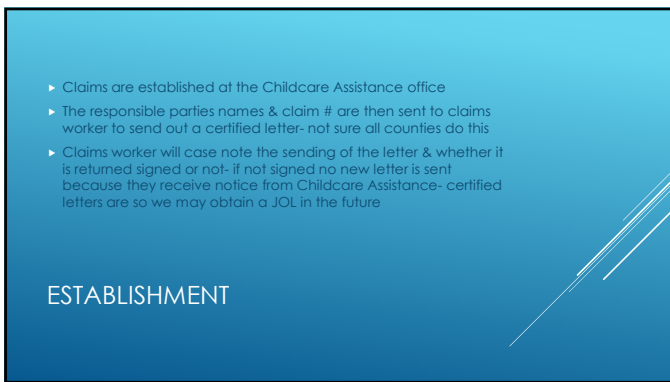 Claims are established at the Childcare Assistance office
The responsible parties names & claim # are then sent to claims
worker to send out a certified letter- not sure all counties do this
Claims worker will case note the sending of the letter & whether it
is returned signed or not- if not signed no new letter is sent
because they receive notice from Childcare Assistance- certified
letters are so we may obtain a JOL in the future
ESTABLISHMENT